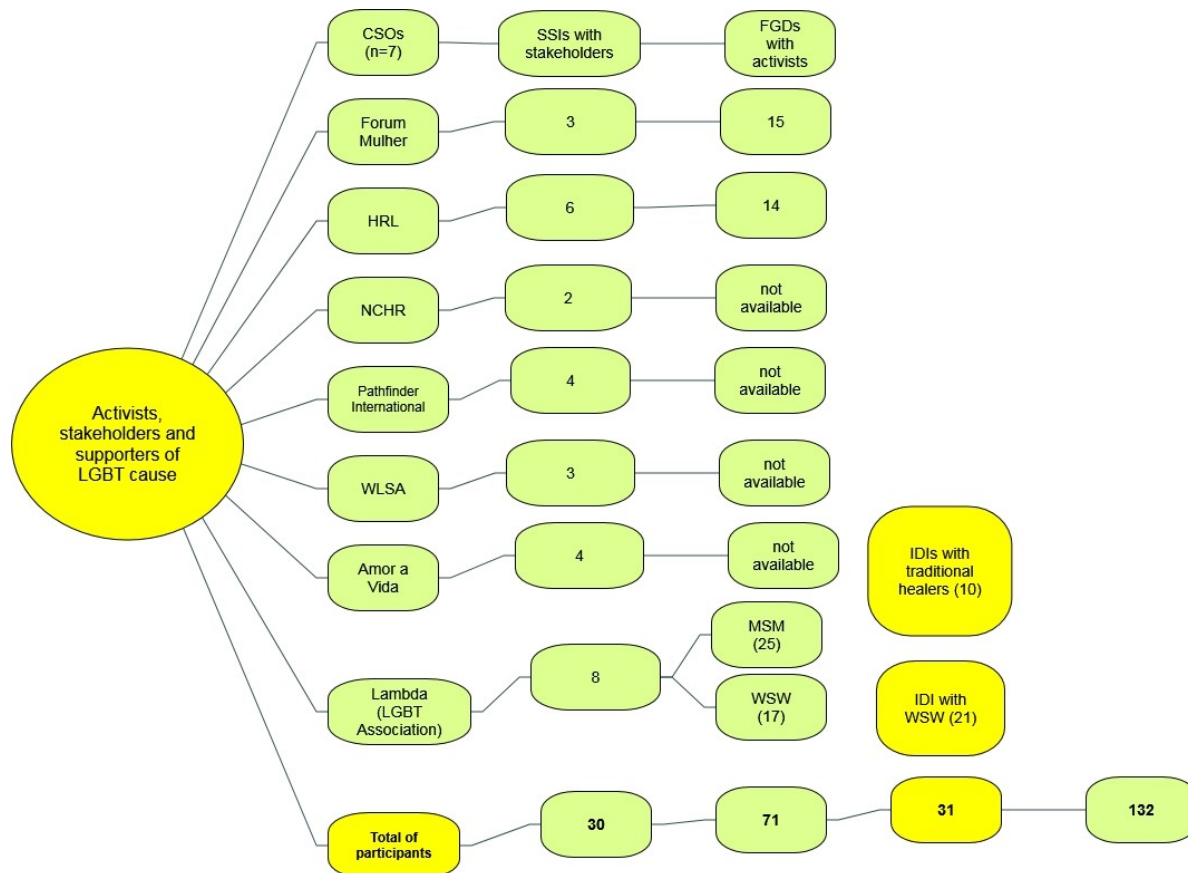 CSOs
(n=7)
SSIs with
stakeholders
FGDs
with
activists
Forum
Mulher
3
15
HRL
6
14
NCHR
2
not
available
Pathfinder
International
4
not
available
Activists,
stakeholders and
supporters of
LGBT cause
WLSA
3
not
available
Amor a
Vida
4
not
available
IDIs with
traditional
healers (10)
Lambda
(LGBT
Association)
8
MSM
(25)
WSW
(17)
IDI with
WSW (21)
Total of
participants
30
71
31
132